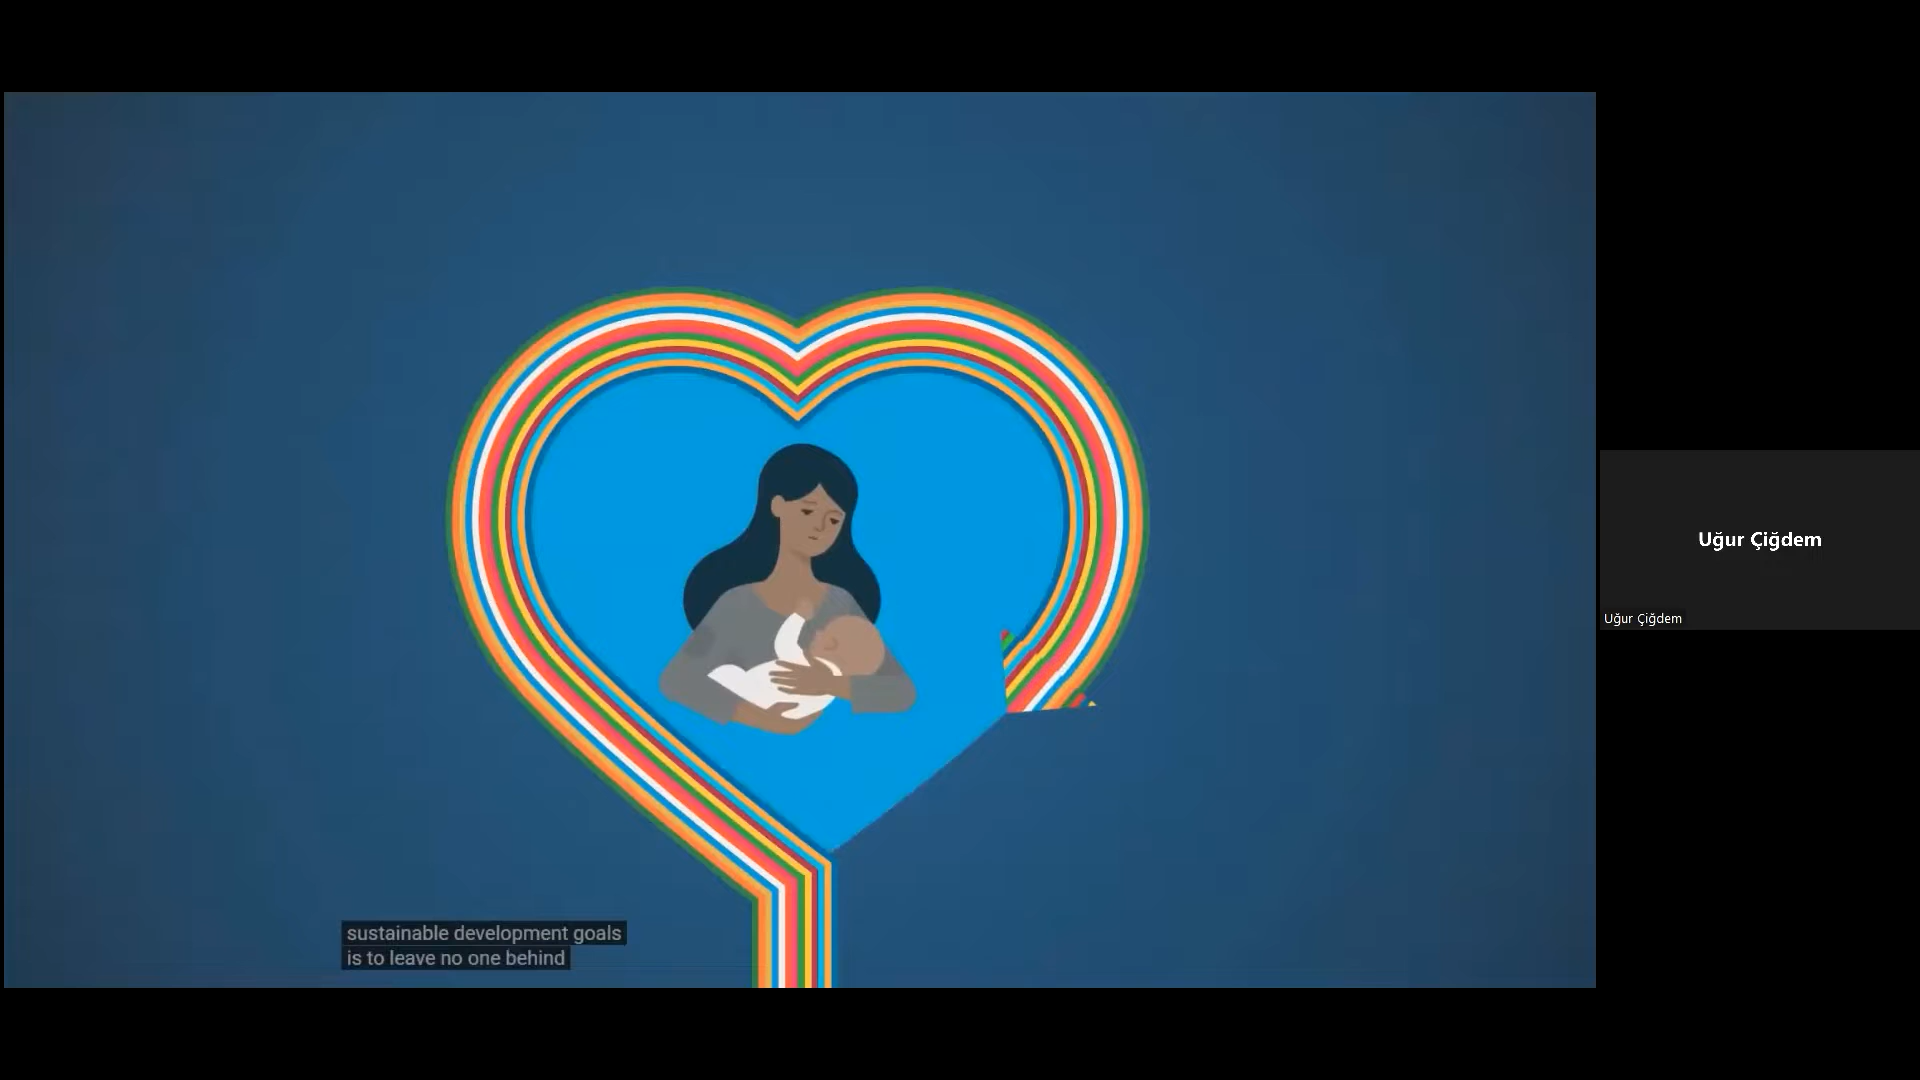 sustainable development goals
is to leave no one behind
Uğur Çiğdem
Uğur Çiğdem